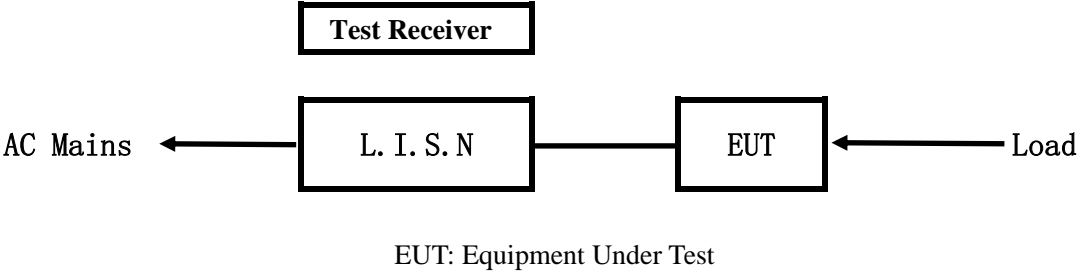 Test Receiver
AC Mains L.I.S.N EUT Load
EUT: Equipment Under Test